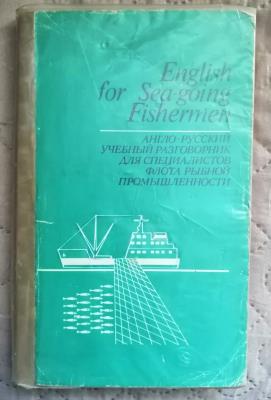 English
for Sea-going
Fishermen
АНГЛО-РУССКИЙ
УЧЕБНЫЙ РАЗГОВОРНИК
ДЛЯ СПЕЦИАЛИСТОВ
ФЛОТА РЫБНОЙ
ПРОМЫШЛЕННОСТИ